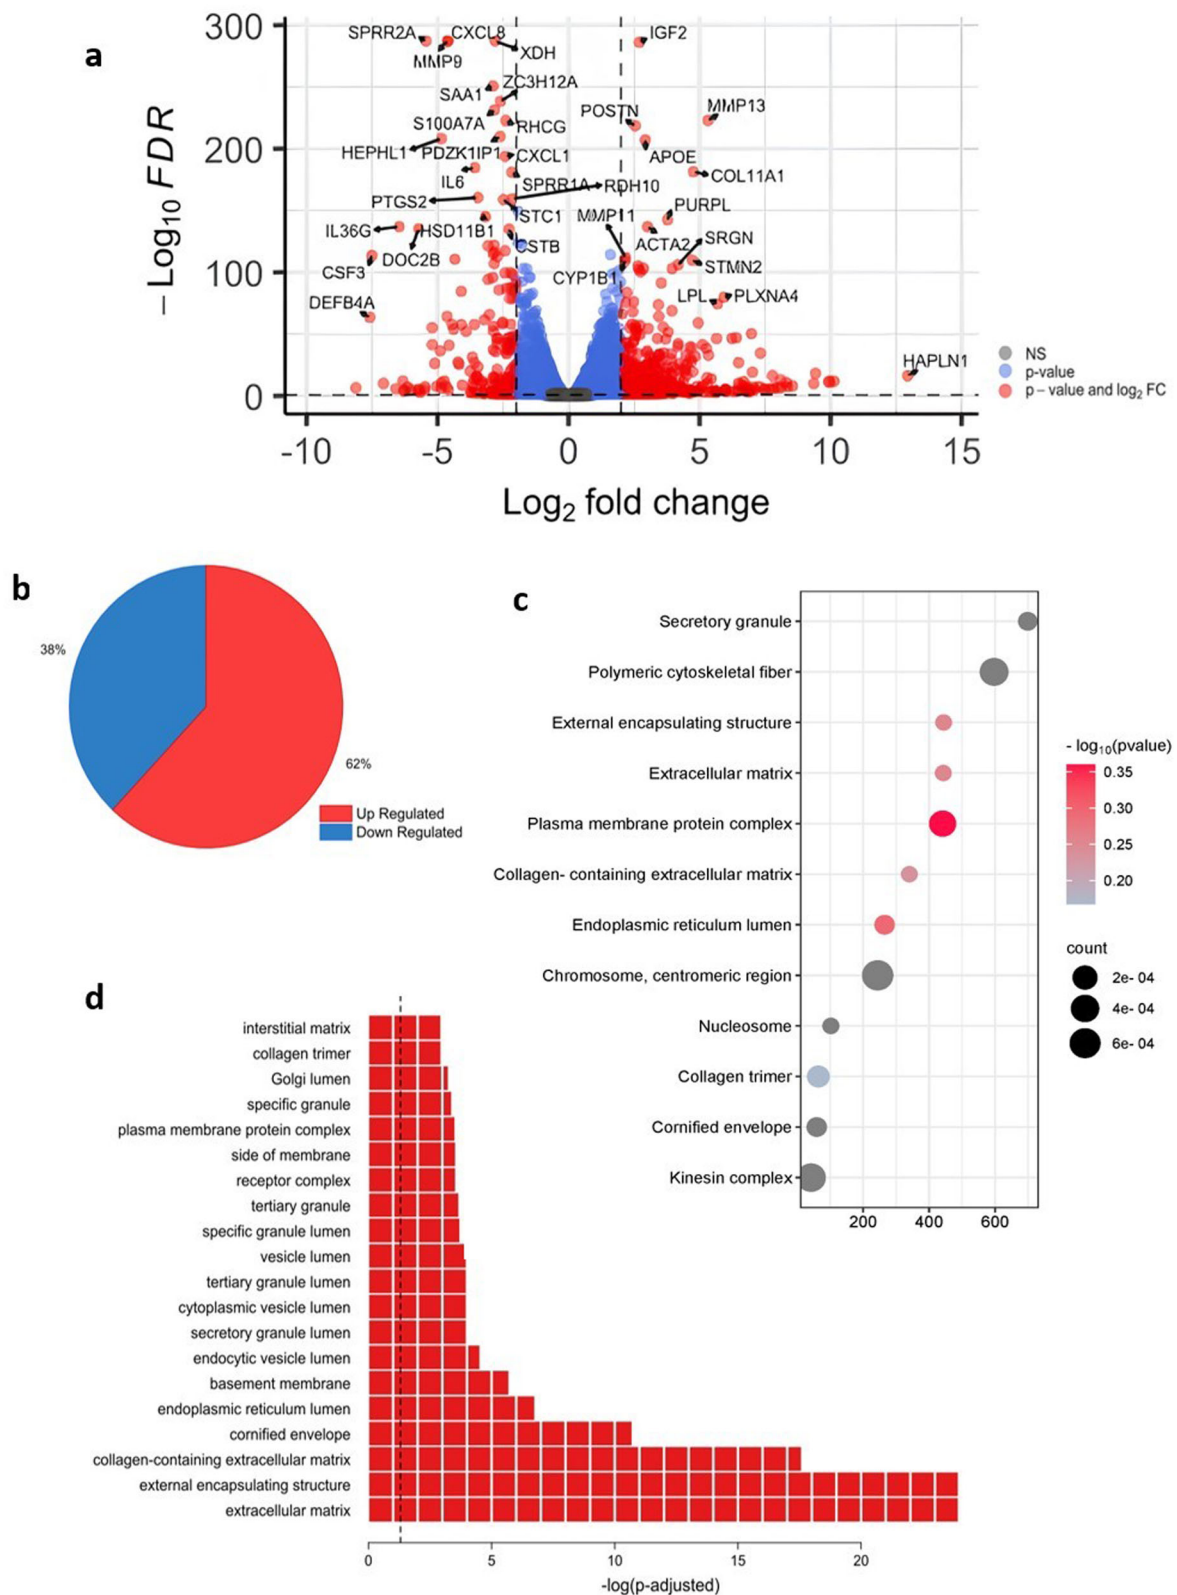 a
300
200
100
0
− Log10 FDR
SPRR2A
CXCL8
MMP9
XDH
IGF2
ZC3H12A
SAA1
POSTN
MMP13
S100A7A
RHCG
HEPHL1
PDZK1IP1
CXCL1
APOE
IL6
COL11A1
SPRR1A
RDH10
PTGS2
STC1
MMP11
PURPL
IL36G
HSD11B1
ACTA2
SRGN
DOC2B
CSTB
CSF3
CYP1B1
STMN2
DEFB4A
LPL
PLXNA4
HAPLN1
NS
p-value
p − value and log2 FC
-10 -5 0 5 10 15
Log2 fold change
b
38%
62%
Up Regulated
Down Regulated
c
Secretory granule
Polymeric cytoskeletal fiber
External encapsulating structure
Extracellular matrix
Plasma membrane protein complex
Collagen- containing extracellular matrix
Endoplasmic reticulum lumen
Chromosome, centromeric region
Nucleosome
Collagen trimer
Cornified envelope
Kinesin complex
200 400 600
- log10(pvalue)
0.35
0.30
0.25
0.20
count
2e- 04
4e- 04
6e- 04
d
interstitial matrix
collagen trimer
Golgi lumen
specific granule
plasma membrane protein complex
side of membrane
receptor complex
tertiary granule
specific granule lumen
vesicle lumen
tertiary granule lumen
cytoplasmic vesicle lumen
secretory granule lumen
endocytic vesicle lumen
basement membrane
endoplasmic reticulum lumen
cornified envelope
collagen-containing extracellular matrix
external encapsulating structure
extracellular matrix
0 5 10 15 20
-log(p-adjusted)